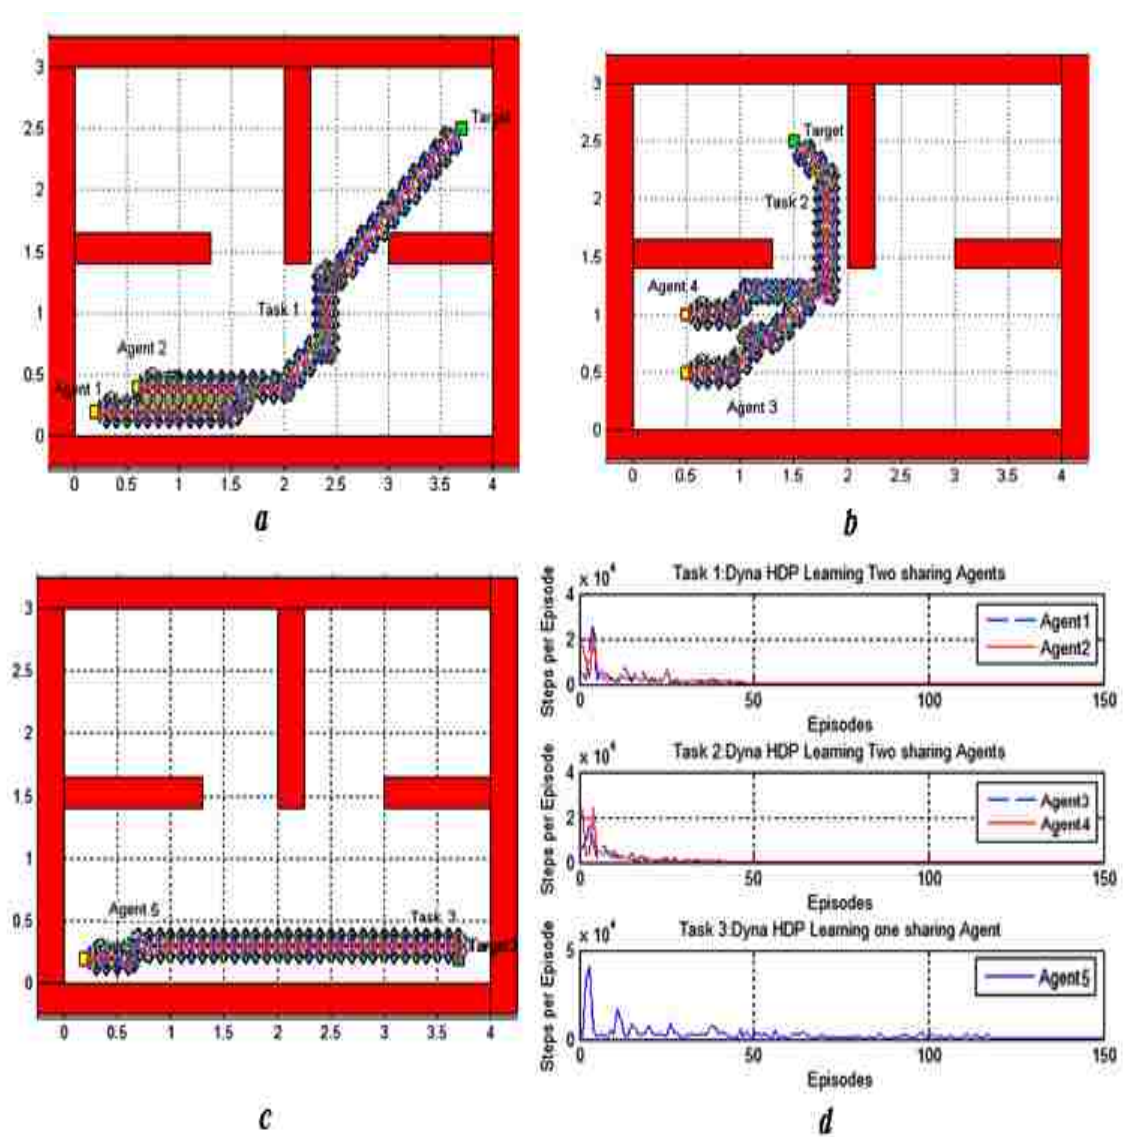 3
2.5
2
1.5
1
0.5
0
0 0.5 1 1.5 2 2.5 3 3.5 4
Target
Task 1
Agent 2
Agent 1
a
3
2.5
2
1.5
1
0.5
0
0 0.5 1 1.5 2 2.5 3 3.5 4
Target
Task 2
Agent 4
Agent 3
b
3
2.5
2
1.5
1
0.5
0
0 0.5 1 1.5 2 2.5 3 3.5 4
Agent 5
Task 3
Target
c
Task 1:Dyna HDP Learning Two sharing Agents
x 10^4
Steps per Episode
4
2
0
0 50 100 150
Agent1
Agent2
Episodes
Task 2:Dyna HDP Learning Two sharing Agents
x 10^4
Steps per Episode
4
2
0
0 50 100 150
Agent3
Agent4
Episodes
Task 3:Dyna HDP Learning one sharing Agent
x 10^4
Steps per Episode
5
0
0 50 100 150
Agent5
Episodes
d